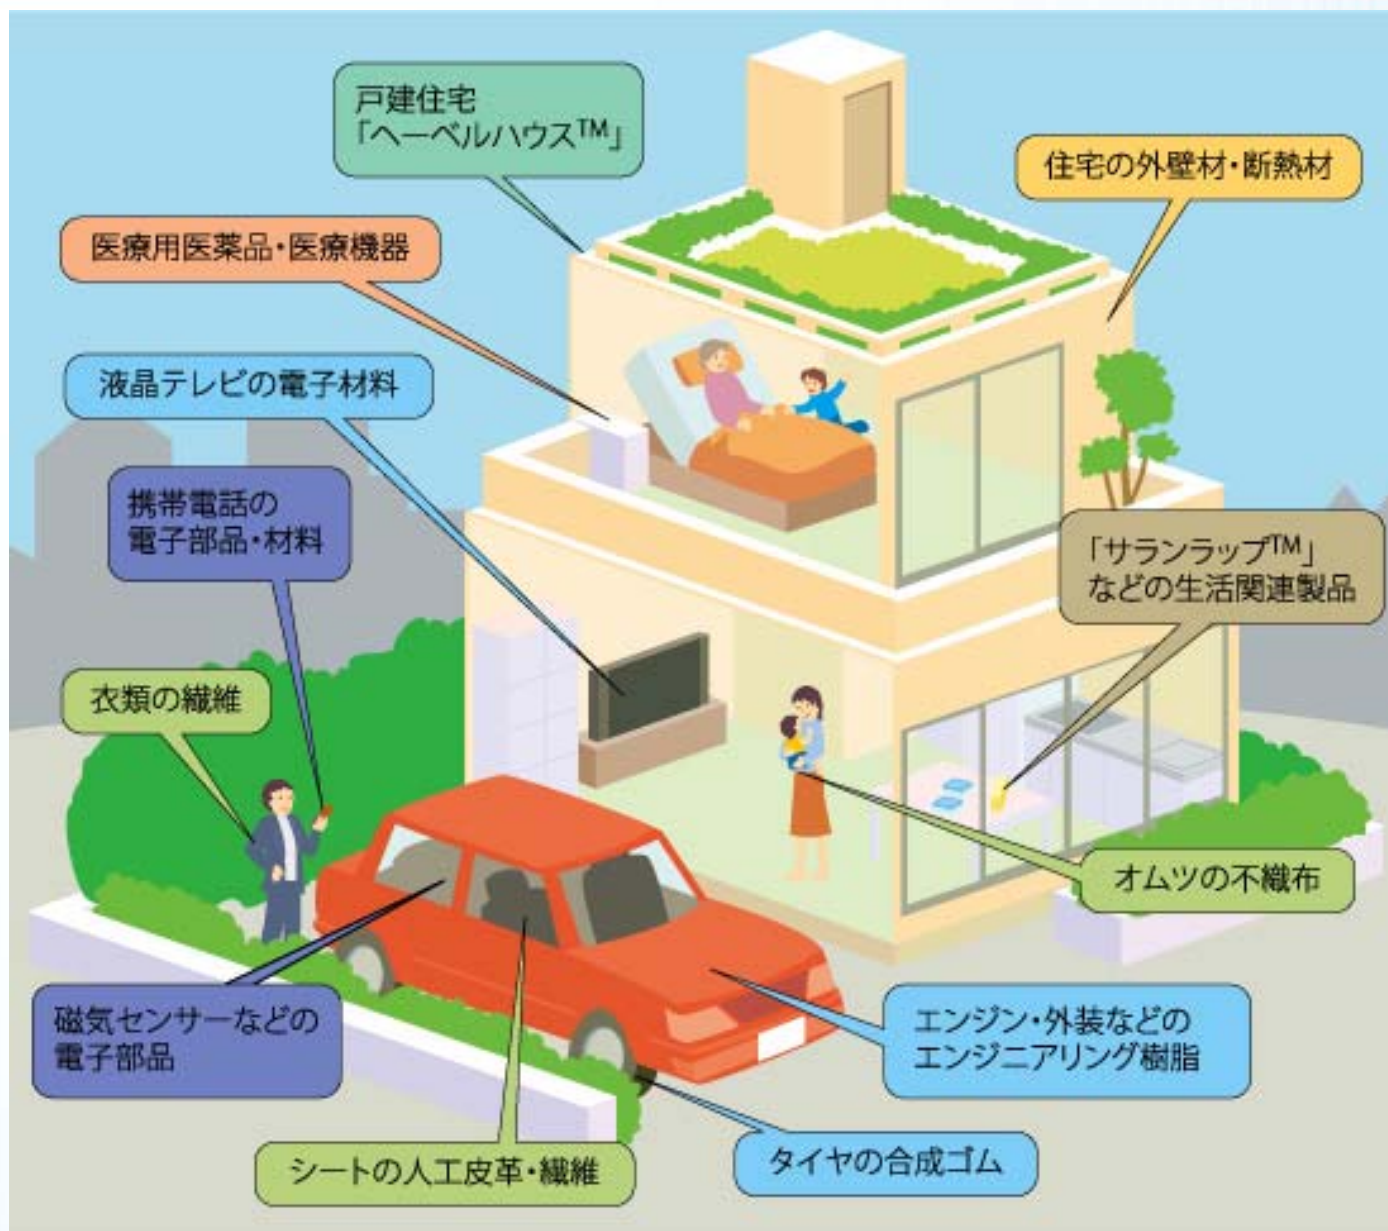 戸建住宅
「ヘーベルハウス™」
住宅の外壁材・断熱材
医療用医薬品・医療機器
液晶テレビの電子材料
携帯電話の
電子部品・材料
「サランラップ™」
などの生活関連製品
衣類の繊維
オムツの不織布
磁気センサーなどの
電子部品
エンジン・外装などの
エンジニアリング樹脂
シートの人工皮革・繊維
タイヤの合成ゴム